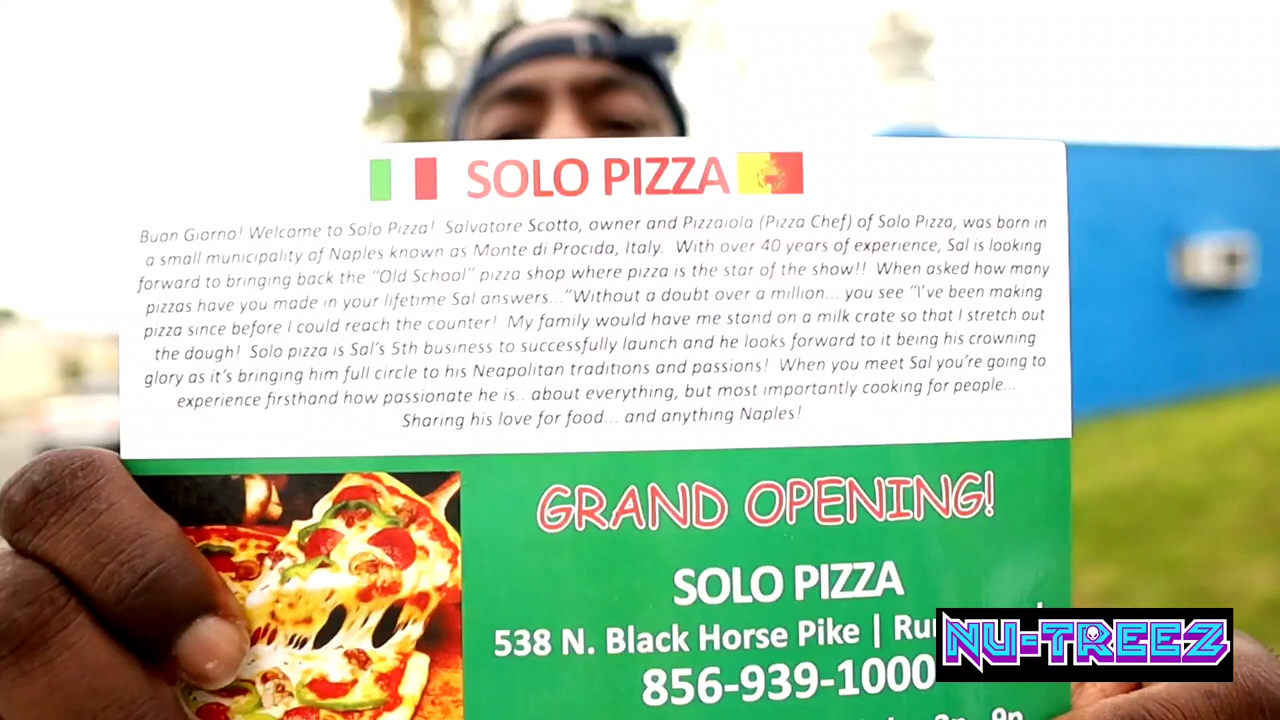 SOLO PIZZA
Buon Giorno! Welcome to Solo Pizza! Salvatore Scotto, owner and Pizzaiola (Pizza Chef) of Solo Pizza, was born in
a small municipality of Naples known as Monte di Procida, Italy. With over 40 years of experience, Sal is looking
forward to bringing back the "Old School" pizza shop where pizza is the star of the show!! When asked how many
pizzas have you made in your lifetime Sal answers..."Without a doubt over a million... you see "I've been making
pizza since before I could reach the counter! My family would have me stand on a milk crate so that I stretch out
the dough! Solo pizza is Sal's 5th business to successfully launch and he looks forward to it being his crowning
glory as it's bringing him full circle to his Neapolitan traditions and passions! When you meet Sal you're going to
experience firsthand how passionate he is.. about everything, but most importantly cooking for people...
Sharing his love for food... and anything Naples!
GRAND OPENING!
SOLO PIZZA
538 N. Black Horse Pike |
856-939-1000
NU-TREEZ